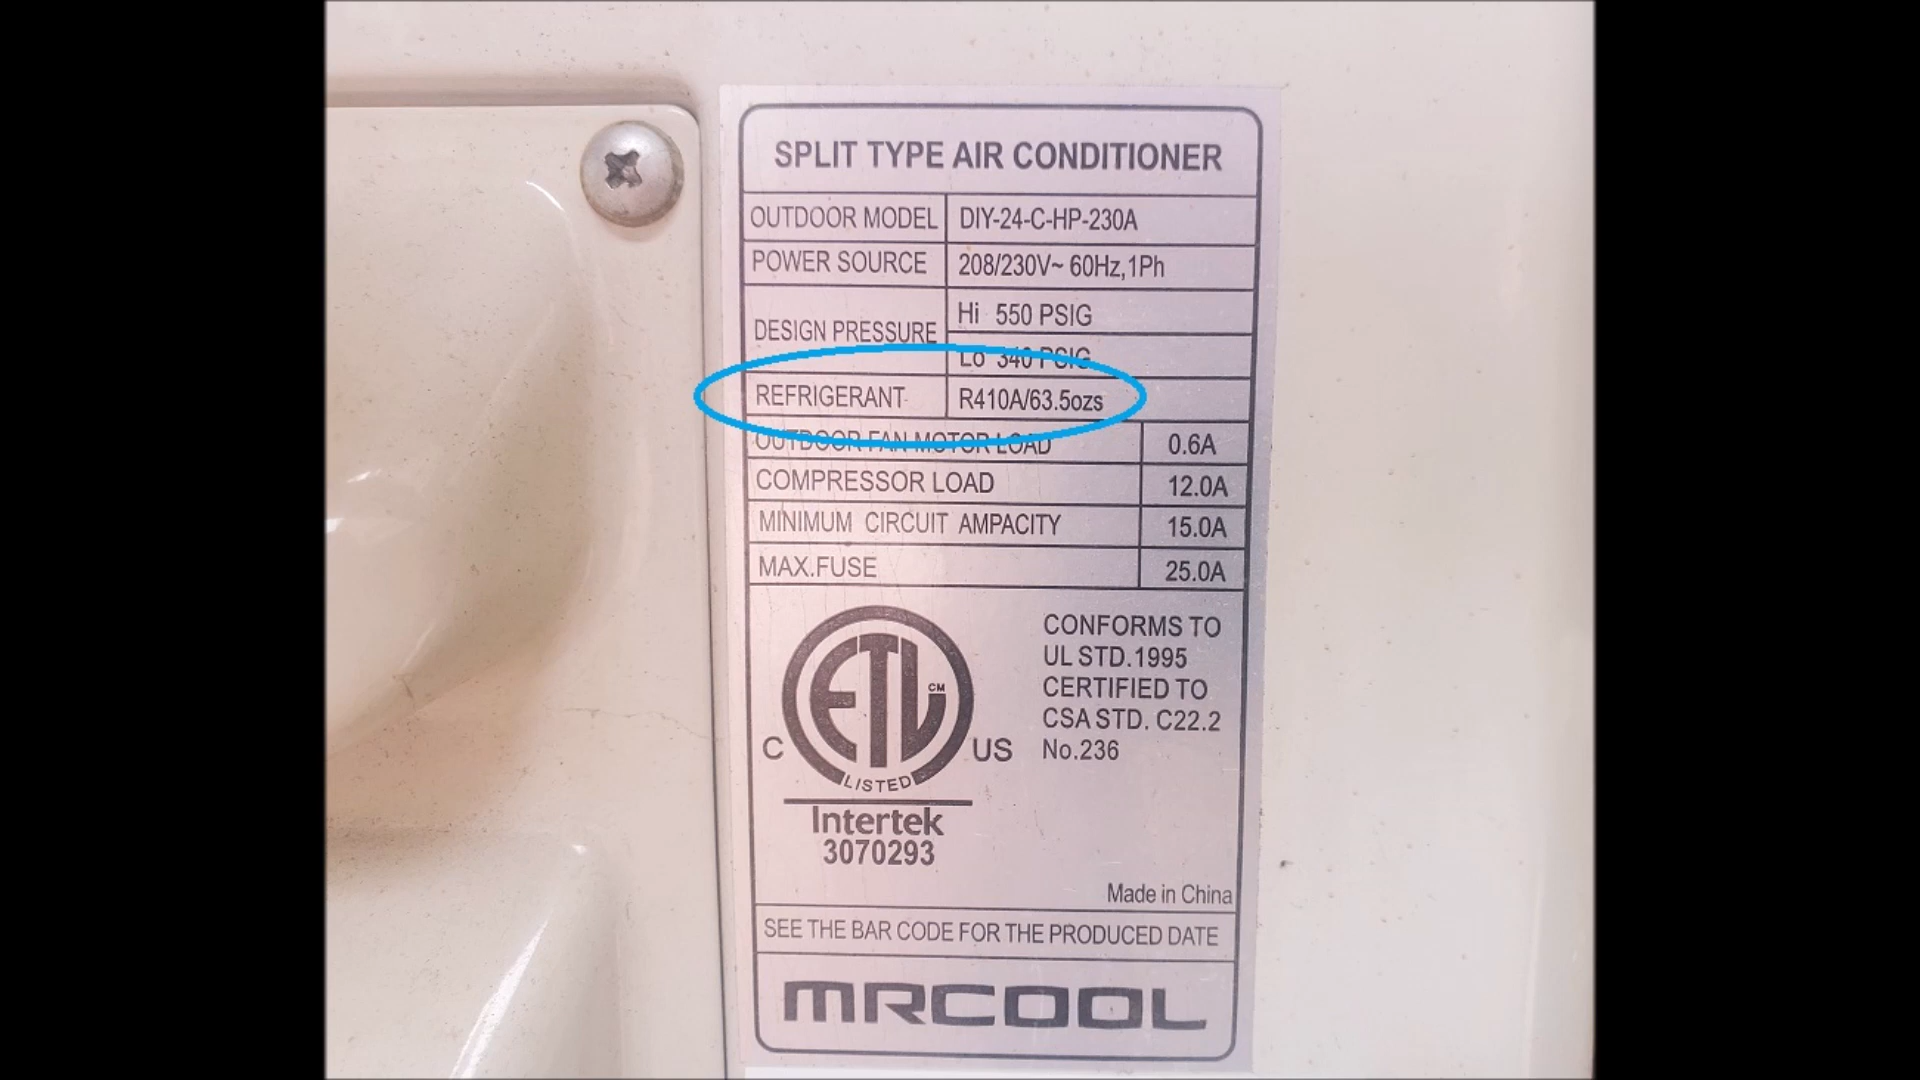 SPLIT TYPE AIR CONDITIONER
OUTDOOR MODEL DIY-24-C-HP-230A
POWER SOURCE 208/230V~ 60Hz,1Ph
DESIGN PRESSURE Hi 550 PSIG
Lo 340 PSIG
REFRIGERANT R410A/63.5ozs
OUTDOOR FAN MOTOR LOAD 0.6A
COMPRESSOR LOAD 12.0A
MINIMUM CIRCUIT AMPACITY 15.0A
MAX.FUSE 25.0A
ETL CM
LISTED
C US
Intertek
3070293
CONFORMS TO
UL STD.1995
CERTIFIED TO
CSA STD. C22.2
No.236
Made in China
SEE THE BAR CODE FOR THE PRODUCED DATE
MRCOOL